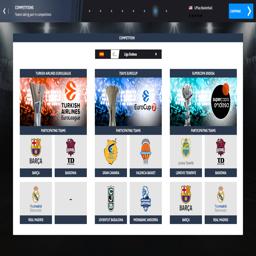 COMPETITIONS
Teams taking part in competitions
CONTINUE
COMPETITION
Liga Endesa
TURKISH AIRLINES EUROLEAGUE
7DAYS EUROCUP
SUPERCOPA ENDESA
TURKISH
AIRLINES
EuroLeague
EuroCup
supercopa
endesa
PARTICIPATING TEAMS
PARTICIPATING TEAMS
PARTICIPATING TEAMS
BARÇA
BASKONIA
GRAN CANARIA
VALENCIA BASKET
LENOVO TENERIFE
BASKONIA
REAL MADRID
-
JOVENTUT BADALONA
MORABANC ANDORRA
BARÇA
REAL MADRID